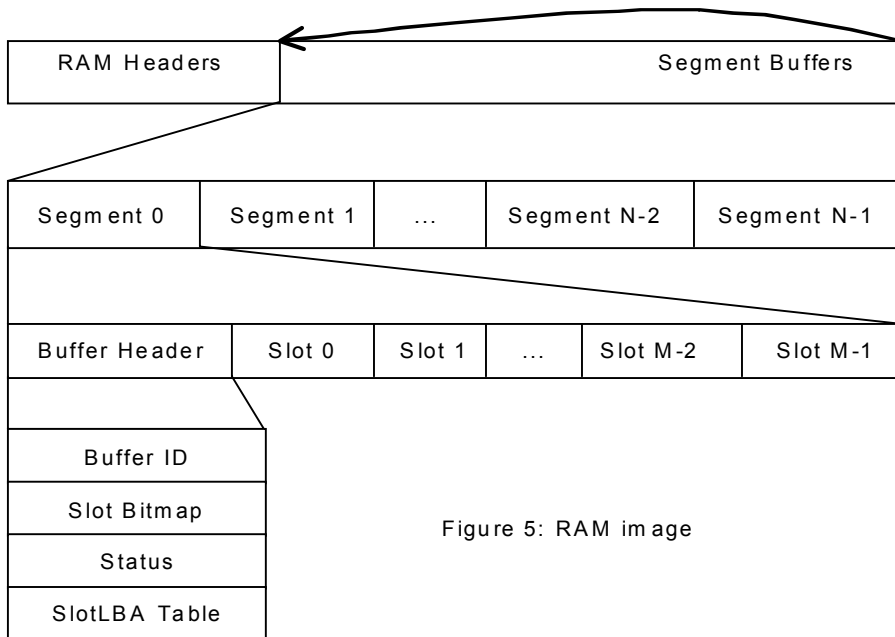 RAM Headers Segment Buffers
Segment 0 Segment 1 ... Segment N-2 Segment N-1
Buffer Header Slot 0 Slot 1 ... Slot M-2 Slot M-1
Buffer ID
Slot Bitmap
Status
SlotLBA Table
Figure 5: RAM image